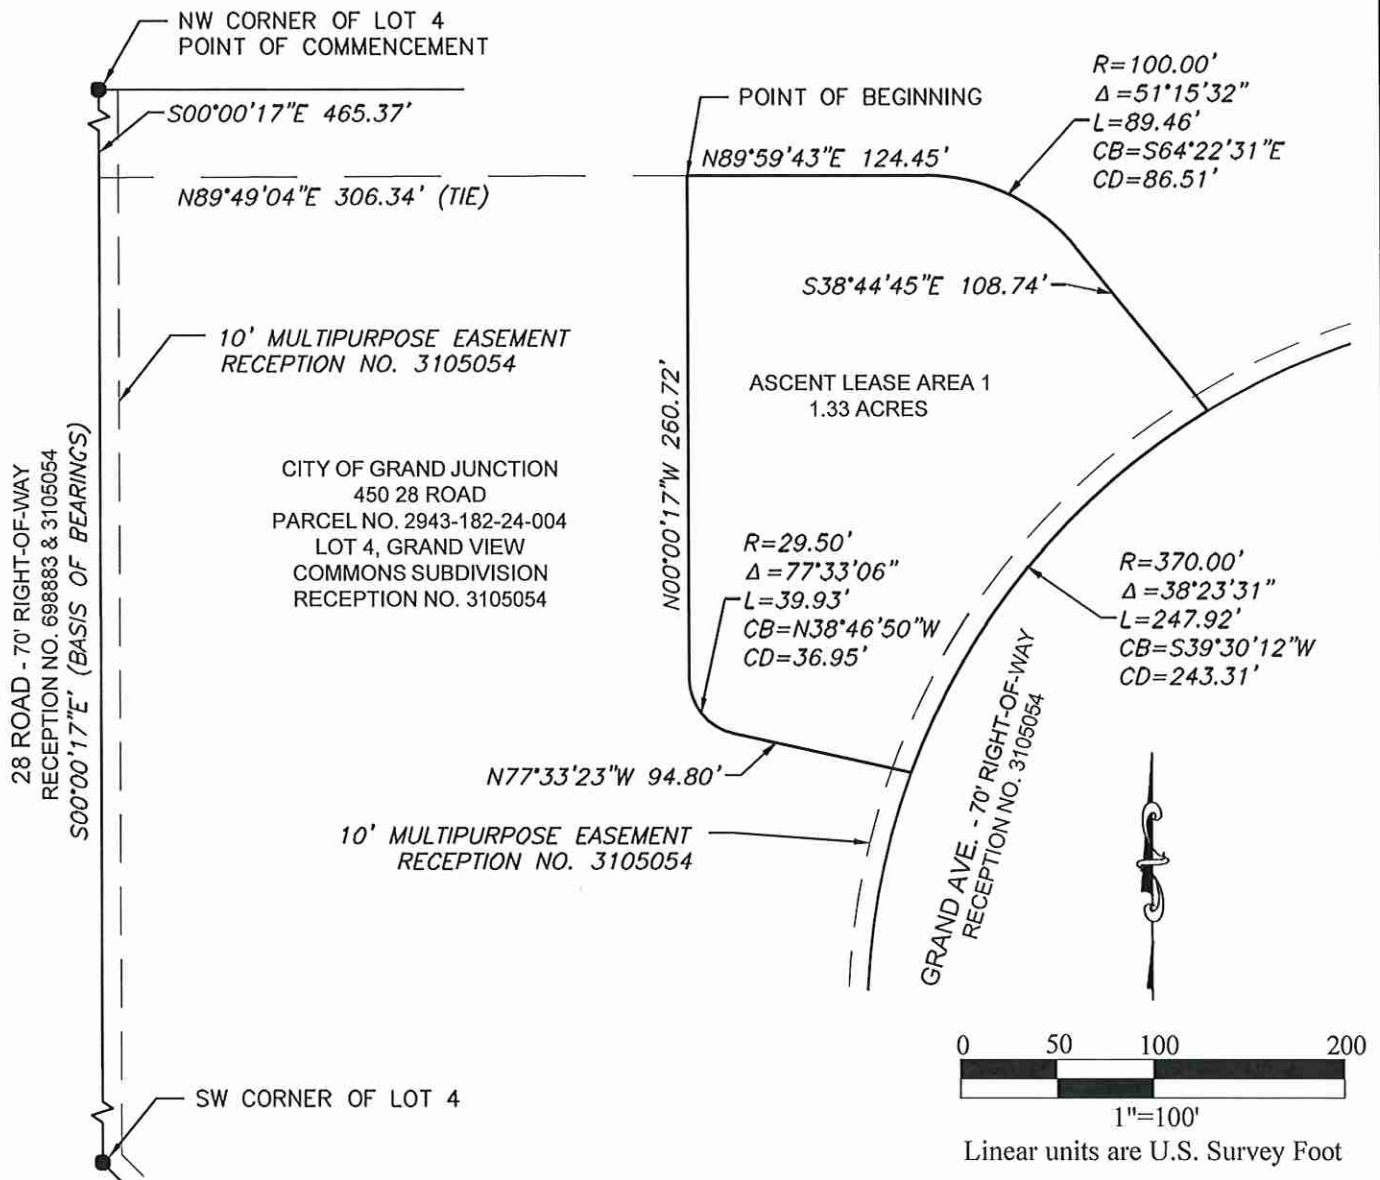 NW CORNER OF LOT 4
POINT OF COMMENCEMENT
S00°00'17"E 465.37'
N89°49'04"E 306.34' (TIE)
POINT OF BEGINNING
N89°59'43"E 124.45'
R=100.00'
Δ=51°15'32"
L=89.46'
CB=S64°22'31"E
CD=86.51'
S38°44'45"E 108.74'
10' MULTIPURPOSE EASEMENT
RECEPTION NO. 3105054
ASCENT LEASE AREA 1
1.33 ACRES
N00°00'17"W 260.72'
28 ROAD - 70' RIGHT-OF-WAY
RECEPTION NO. 698883 & 3105054
S00°00'17"E' (BASIS OF BEARINGS)
CITY OF GRAND JUNCTION
450 28 ROAD
PARCEL NO. 2943-182-24-004
LOT 4, GRAND VIEW
COMMONS SUBDIVISION
RECEPTION NO. 3105054
R=29.50'
Δ=77°33'06"
L=39.93'
CB=N38°46'50"W
CD=36.95'
R=370.00'
Δ=38°23'31"
L=247.92'
CB=S39°30'12"W
CD=243.31'
N77°33'23"W 94.80'
10' MULTIPURPOSE EASEMENT
RECEPTION NO. 3105054
GRAND AVE. - 70' RIGHT-OF-WAY
RECEPTION NO. 3105054
SW CORNER OF LOT 4
0 50 100 200
1"=100'
Linear units are U.S. Survey Foot